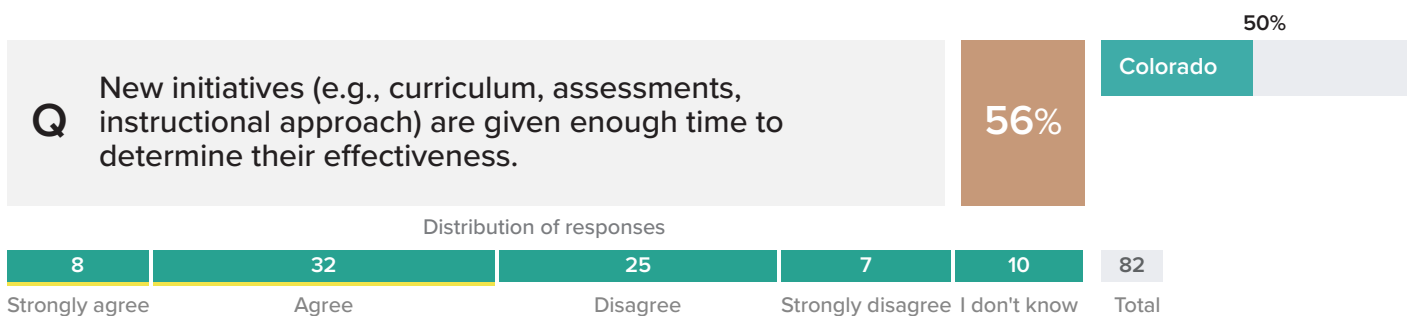 50%
Q
New initiatives (e.g., curriculum, assessments,
instructional approach) are given enough time to
determine their effectiveness.
56%
Colorado
Distribution of responses
8 32 25 7 10 82
Strongly agree Agree Disagree Strongly disagree I don't know Total